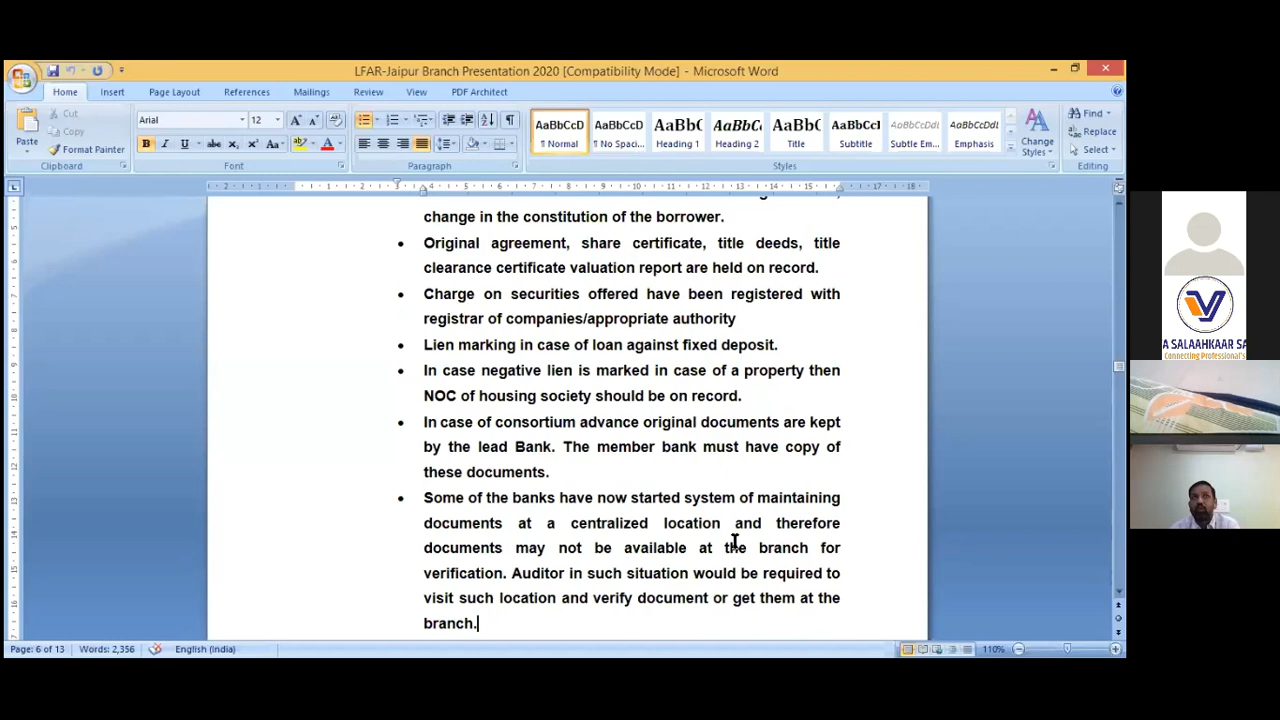 LFAR-Jaipur Branch Presentation 2020 [Compatibility Mode] - Microsoft Word
Home Insert Page Layout References Mailings Review View PDF Architect
Cut
Copy
Format Painter
Paste
Clipboard
Arial 12
Font
Paragraph
AaBbCcD AaBbCcD AaBbC AaBbC AaBbC AaBbCcI AaBbCcDd AaBbCcDd
¶ Normal ¶ No Spaci... Heading 1 Heading 2 Title Subtitle Subtle Em... Emphasis
Change Styles
Styles
Find
Replace
Select
Editing
change in the constitution of the borrower.
• Original agreement, share certificate, title deeds, title
clearance certificate valuation report are held on record.
• Charge on securities offered have been registered with
registrar of companies/appropriate authority
• Lien marking in case of loan against fixed deposit.
• In case negative lien is marked in case of a property then
NOC of housing society should be on record.
• In case of consortium advance original documents are kept
by the lead Bank. The member bank must have copy of
these documents.
• Some of the banks have now started system of maintaining
documents at a centralized location and therefore
documents may not be available at the branch for
verification. Auditor in such situation would be required to
visit such location and verify document or get them at the
branch.
Page: 6 of 13 Words: 2,356 English (India) 110%
A SALAAHKAAR SA
Connecting Professional's